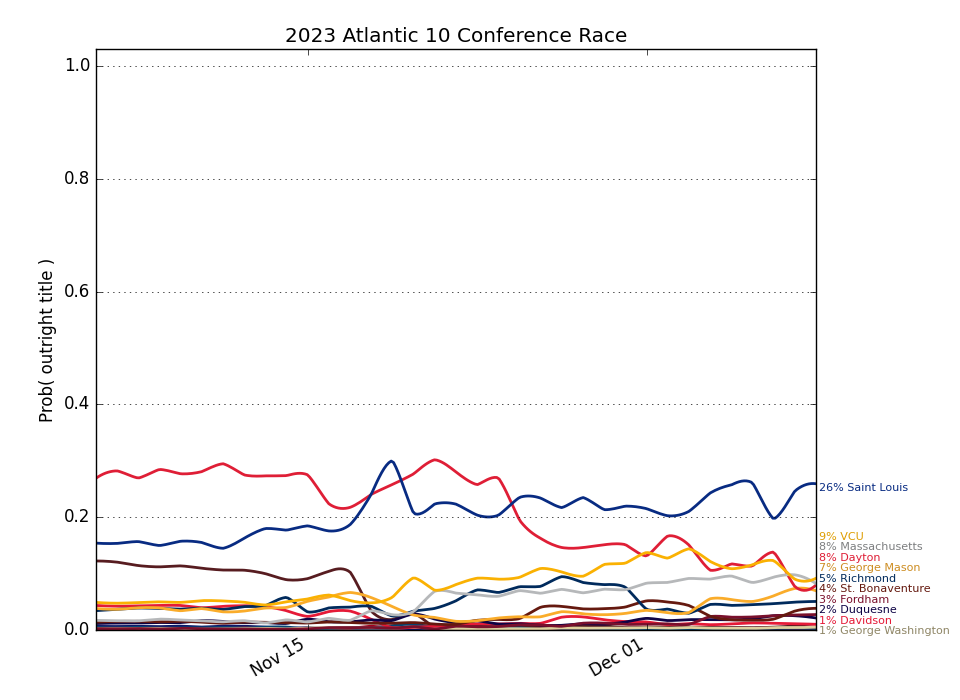 2023 Atlantic 10 Conference Race
Prob( outright title )
1.0
0.8
0.6
0.4
0.2
0.0
Nov 15
Dec 01
26% Saint Louis
9% VCU
8% Massachusetts
8% Dayton
7% George Mason
5% Richmond
4% St. Bonaventure
3% Fordham
2% Duquesne
1% Davidson
1% George Washington